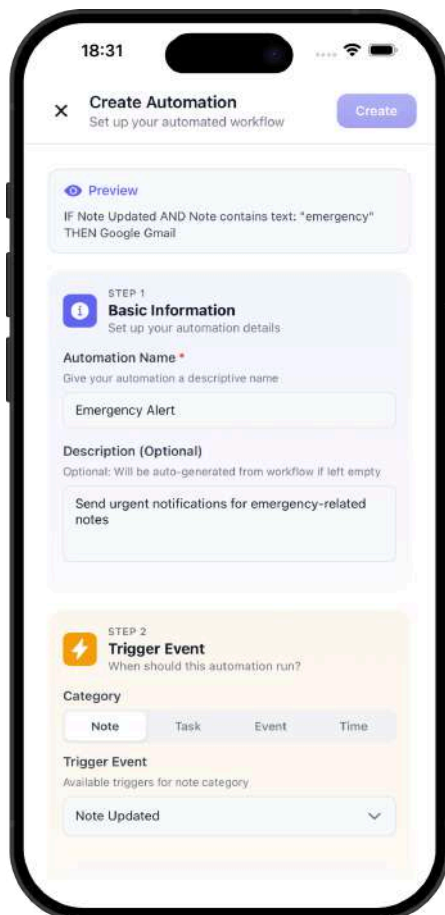 18:31
Create Automation
Set up your automated workflow
Create
Preview
IF Note Updated AND Note contains text: "emergency"
THEN Google Gmail
STEP 1
Basic Information
Set up your automation details
Automation Name *
Give your automation a descriptive name
Emergency Alert
Description (Optional)
Optional: Will be auto-generated from workflow if left empty
Send urgent notifications for emergency-related
notes
STEP 2
Trigger Event
When should this automation run?
Category
Note Task Event Time
Trigger Event
Available triggers for note category
Note Updated